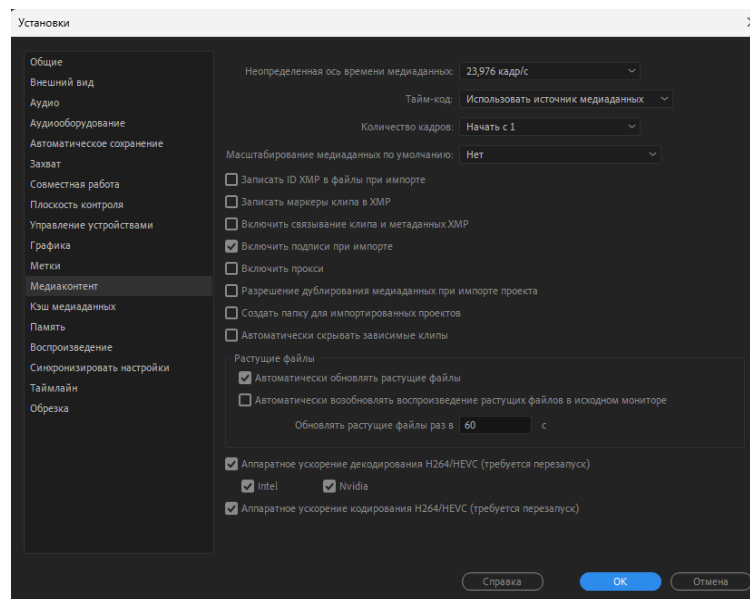 Установки
Общие
Внешний вид
Аудио
Аудиооборудование
Автоматическое сохранение
Захват
Совместная работа
Плоскость контроля
Управление устройствами
Графика
Метки
Медиаконтент
Кэш медиаданных
Память
Воспроизведение
Синхронизировать настройки
Таймлайн
Обрезка
Неопределенная ось времени медиаданных: 23,976 кадр/с
Тайм-код: Использовать источник медиаданных
Количество кадров: Начать с 1
Масштабирование медиаданных по умолчанию: Нет
Записать ID XMP в файлы при импорте
Записать маркеры клипа в XMP
Включить связывание клипа и метаданных XMP
Включить подписи при импорте
Включить прокси
Разрешение дублирования медиаданных при импорте проекта
Создать папку для импортированных проектов
Автоматически скрывать зависимые клипы
Растущие файлы
Автоматически обновлять растущие файлы
Автоматически возобновлять воспроизведение растущих файлов в исходном мониторе
Обновлять растущие файлы раз в 60 с
Аппаратное ускорение декодирования H264/HEVC (требуется перезапуск)
Intel Nvidia
Аппаратное ускорение кодирования H264/HEVC (требуется перезапуск)
Справка ОК Отмена